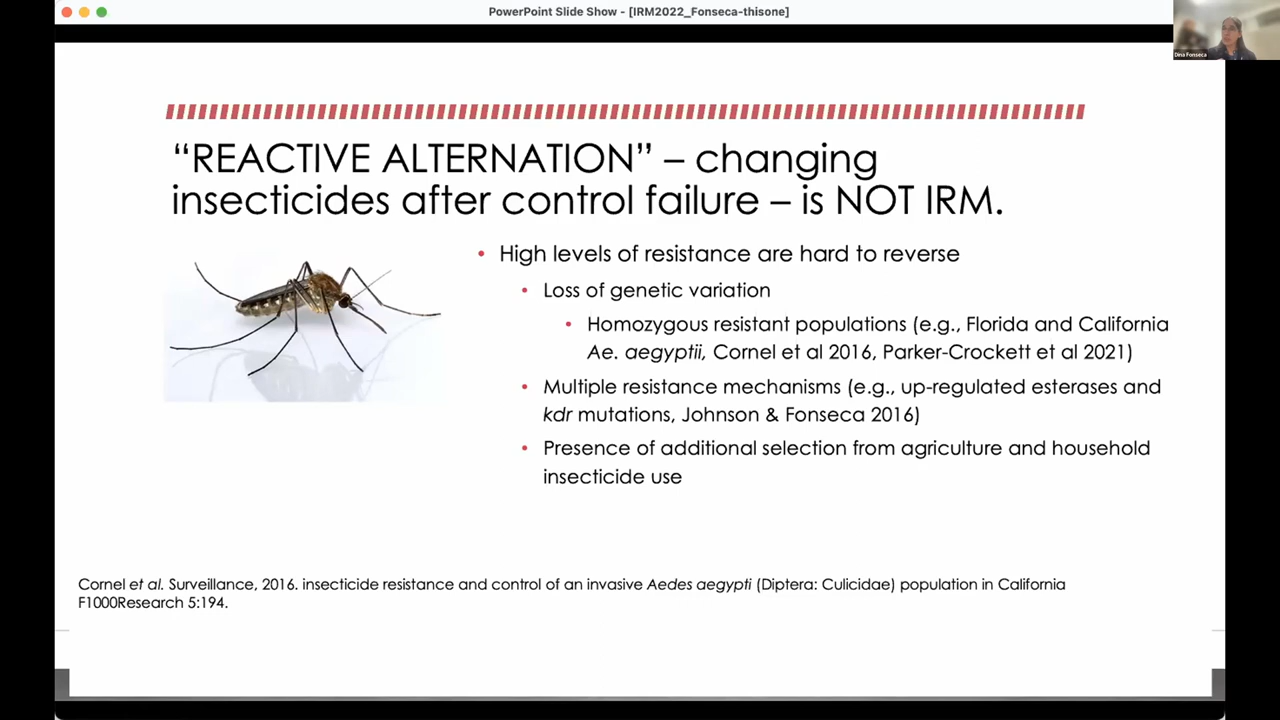 PowerPoint Slide Show - [IRM2022_Fonseca-thisone]
Dina Fonseca
“REACTIVE ALTERNATION” – changing
insecticides after control failure – is NOT IRM.
• High levels of resistance are hard to reverse
• Loss of genetic variation
• Homozygous resistant populations (e.g., Florida and California
Ae. aegyptii, Cornel et al 2016, Parker-Crockett et al 2021)
• Multiple resistance mechanisms (e.g., up-regulated esterases and
kdr mutations, Johnson & Fonseca 2016)
• Presence of additional selection from agriculture and household
insecticide use
Cornel et al. Surveillance, 2016. insecticide resistance and control of an invasive Aedes aegypti (Diptera: Culicidae) population in California
F1000Research 5:194.